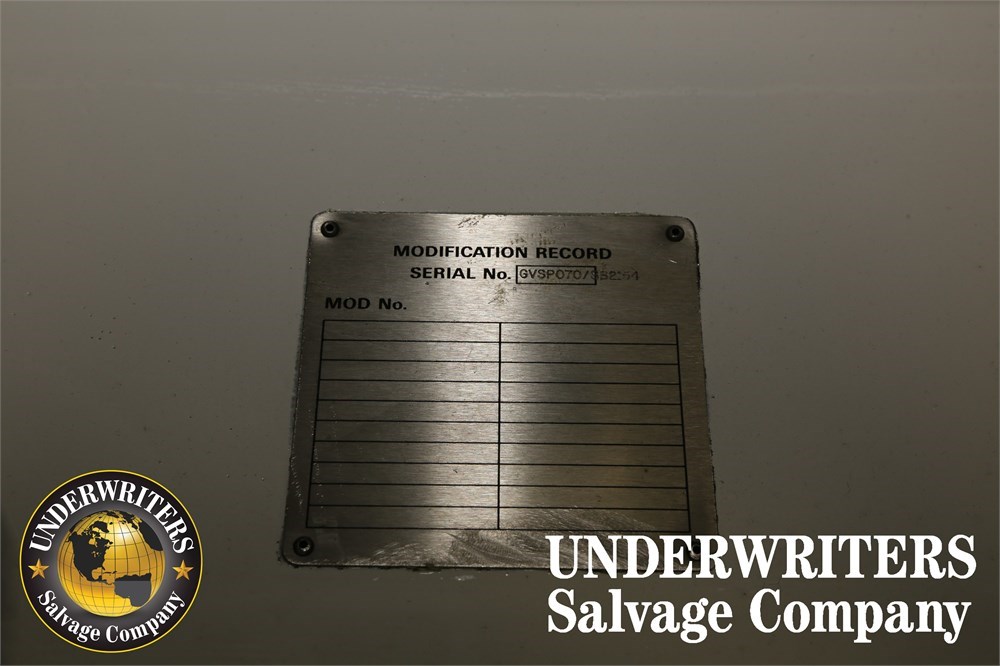 MODIFICATION RECORD
SERIAL No.
MOD No.
UNDERWRITERS
Salvage Company
UNDERWRITERS
Salvage Company